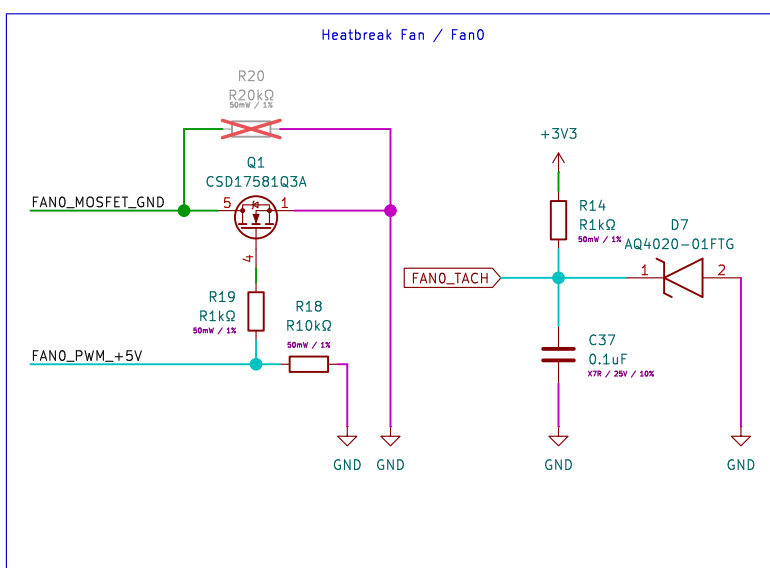 Heatbreak Fan / Fan0
R20
R20kΩ
50mW / 1%
Q1
CSD17581Q3A
FAN0_MOSFET_GND
5
1
4
R19
R1kΩ
50mW / 1%
R18
R10kΩ
50mW / 1%
FAN0_PWM_+5V
GND
GND
+3V3
R14
R1kΩ
50mW / 1%
D7
AQ4020-01FTG
FAN0_TACH
1
2
C37
0.1uF
X7R / 25V / 10%
GND
GND